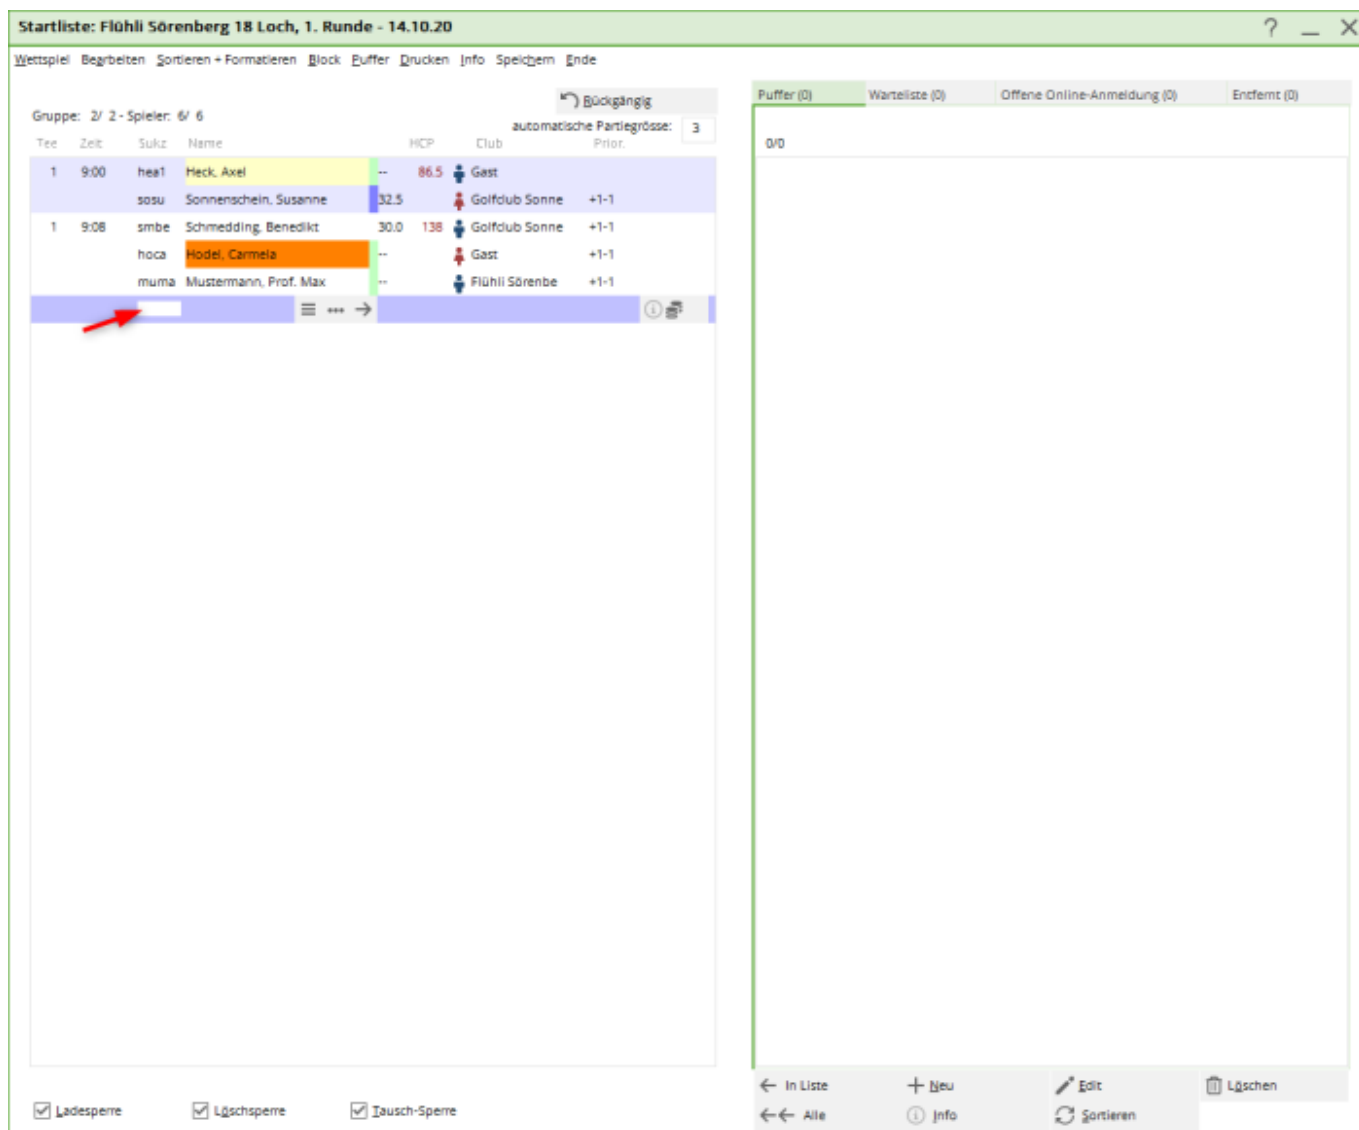 Startliste: Flühli Sörenberg 18 Loch, 1. Runde - 14.10.20
Wettspiel Bearbeiten Sortieren + Formatieren Block Puffer Drucken Info Speichern Ende
Rückgängig
Gruppe: 2/ 2 - Spieler: 6/ 6
automatische Partiegrösse: 3
Tee Zeit Sukz Name HCP Club Prior.
1 9:00 hea1 Heck, Axel -- 86.5 Gast
sosu Sonnenschein, Susanne 32.5 Golfclub Sonne +1-1
1 9:08 smbe Schmedding, Benedikt 30.0 138 Golfclub Sonne +1-1
hoca Hodel, Carmela -- Gast +1-1
muma Mustermann, Prof. Max -- Flühli Sörenbe +1-1
Ladesperre Löschsperre Tausch-Sperre
Puffer (0) Warteliste (0) Offene Online-Anmeldung (0) Entfernt (0)
0/0
In Liste Neu Edit Löschen
Alle Info Sortieren